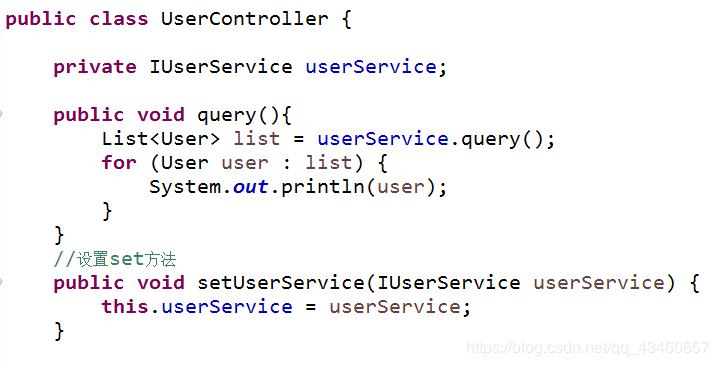 public class UserController {
private IUserService userService;
public void query(){
List<User> list = userService.query();
for (User user : list) {
System.out.println(user);
}
}
//设置set方法
public void setUserService(IUserService userService) {
this.userService = userService;
}
https://blog.csdn.net/qq_43460857